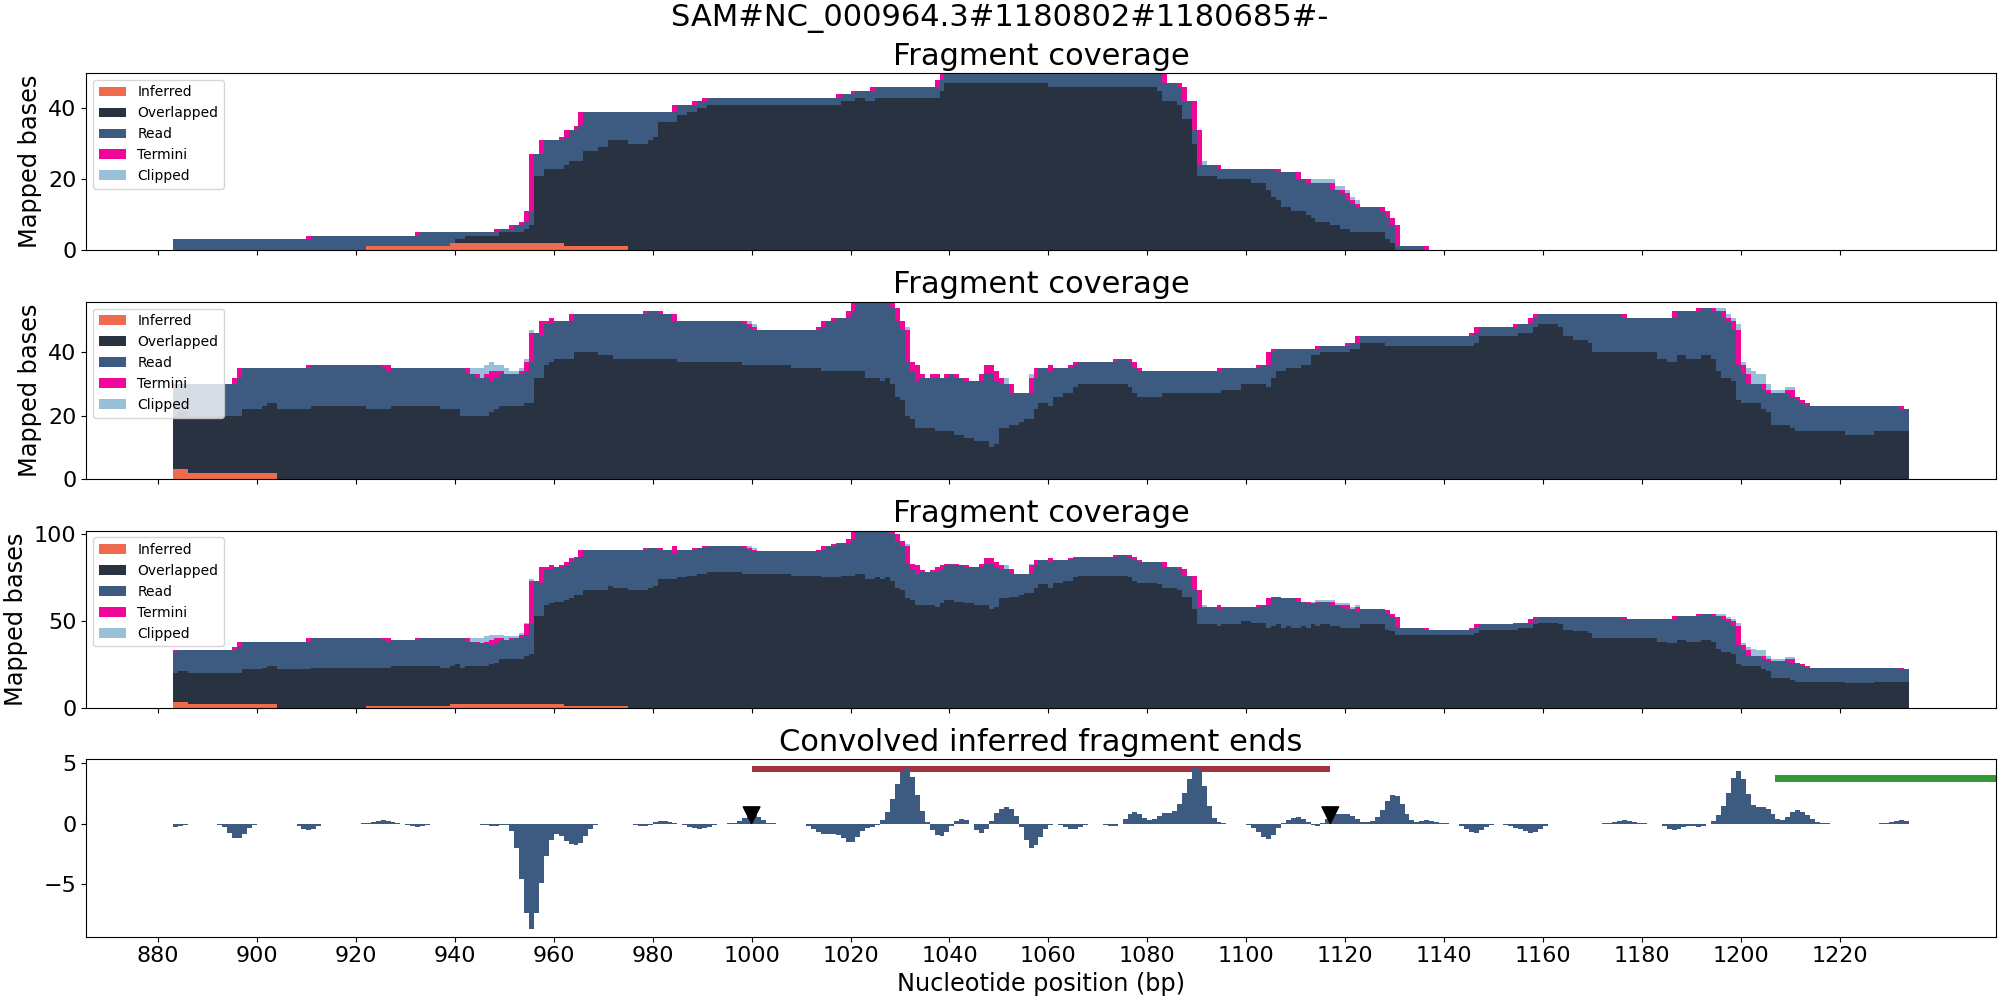 SAM#NC_000964.3#1180802#1180685#-
Fragment coverage
Mapped bases
40
20
0
Inferred
Overlapped
Read
Termini
Clipped
Fragment coverage
Mapped bases
40
20
0
Inferred
Overlapped
Read
Termini
Clipped
Fragment coverage
Mapped bases
100
50
0
Inferred
Overlapped
Read
Termini
Clipped
Convolved inferred fragment ends
5
0
−5
880 900 920 940 960 980 1000 1020 1040 1060 1080 1100 1120 1140 1160 1180 1200 1220
Nucleotide position (bp)